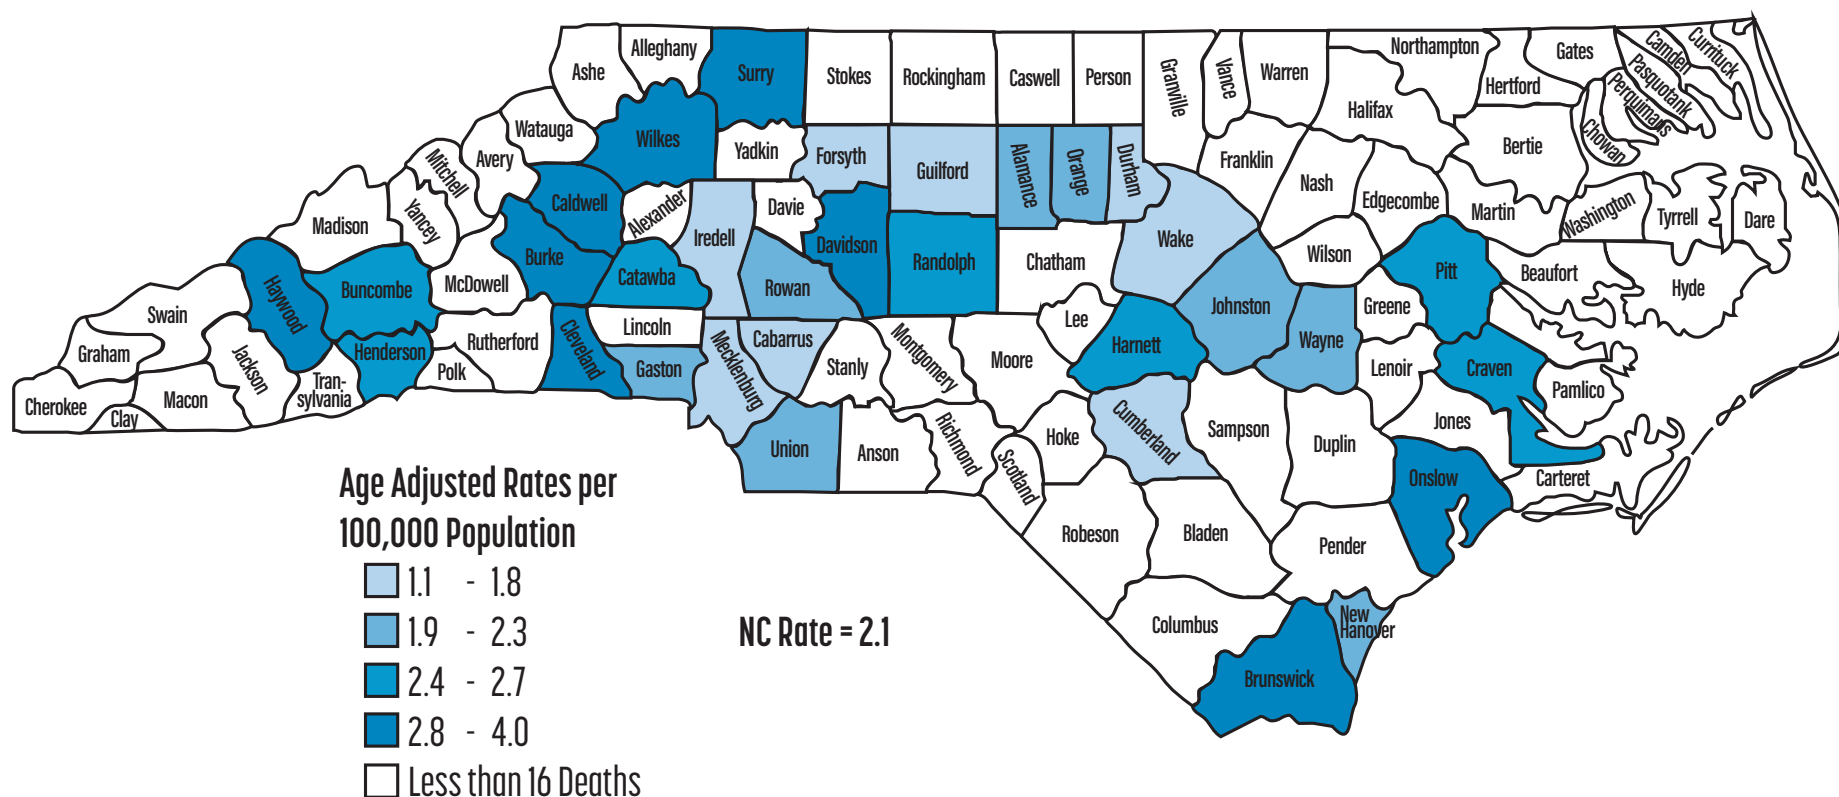 Ashe
Alleghany
Surry
Stokes
Rockingham
Caswell
Person
Granville
Vance
Warren
Northampton
Hertford
Gates
Camden
Currituck
Pasquotank
Perquimans
Chowan
Halifax
Bertie
Watauga
Wilkes
Yadkin
Forsyth
Guilford
Alamance
Orange
Durham
Franklin
Nash
Edgecombe
Martin
Washington
Tyrrell
Dare
Mitchell
Avery
Caldwell
Alexander
Davie
Iredell
Madison
Yancey
Burke
Catawba
Rowan
Davidson
Randolph
Chatham
Wake
Wilson
Pitt
Beaufort
Hyde
Haywood
Buncombe
McDowell
Swain
Graham
Jackson
Henderson
Rutherford
Polk
Cleveland
Lincoln
Gaston
Mecklenburg
Cabarrus
Stanly
Montgomery
Moore
Lee
Harnett
Johnston
Wayne
Greene
Lenoir
Craven
Pamlico
Cherokee
Clay
Macon
Tran-
sylvania
Union
Anson
Richmond
Scotland
Hoke
Cumberland
Sampson
Duplin
Jones
Onslow
Carteret
Robeson
Bladen
Pender
Columbus
Brunswick
New
Hanover
Age Adjusted Rates per
100,000 Population
1.1 - 1.8
1.9 - 2.3
2.4 - 2.7
2.8 - 4.0
Less than 16 Deaths
NC Rate = 2.1